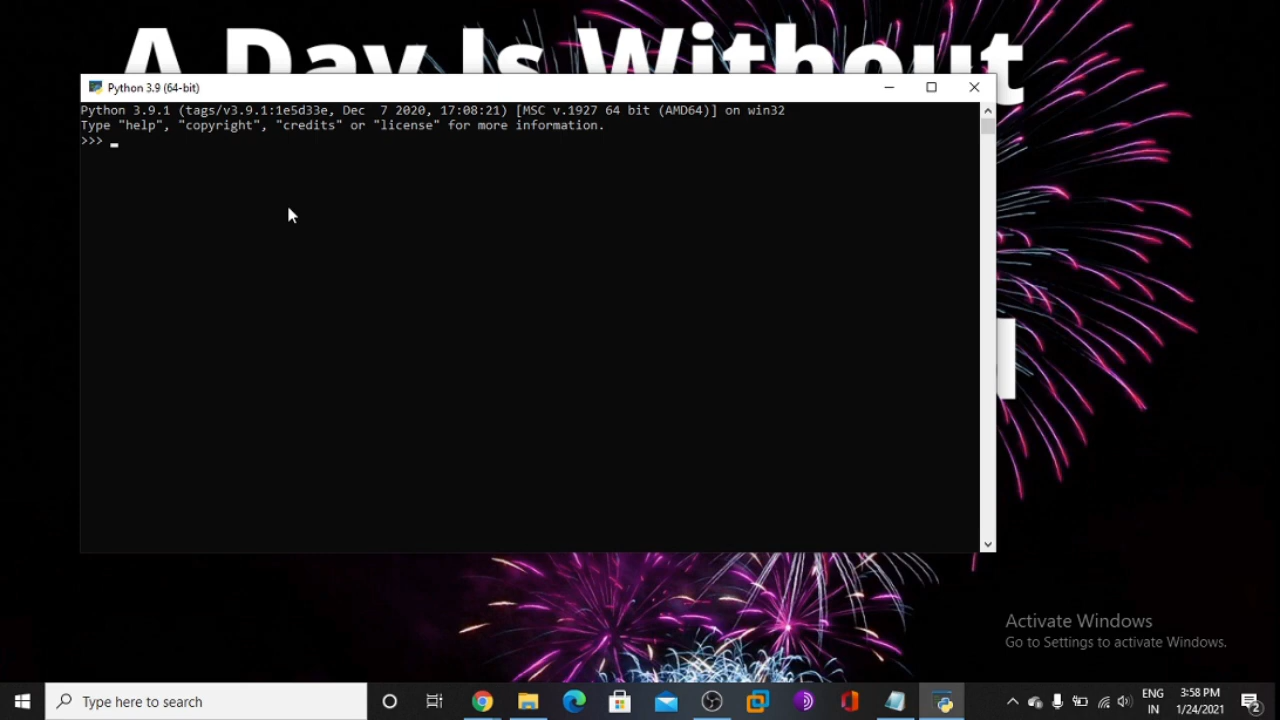 A Day Is Without
Python 3.9 (64-bit)
Python 3.9.1 (tags/v3.9.1:1e5d33e, Dec  7 2020, 17:08:21) [MSC v.1927 64 bit (AMD64)] on win32
Type "help", "copyright", "credits" or "license" for more information.
>>>
Activate Windows
Go to Settings to activate Windows.
Type here to search
ENG
IN
3:58 PM
1/24/2021
2